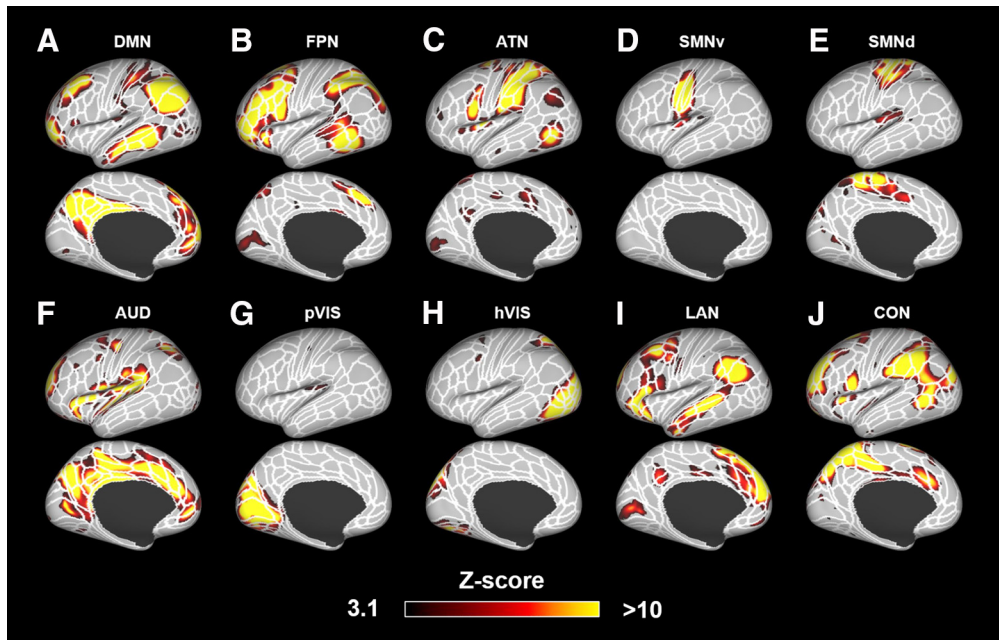 A DMN
B FPN
C ATN
D SMNv
E SMNd
F AUD
G pVIS
H hVIS
I LAN
J CON
Z-score
3.1 >10